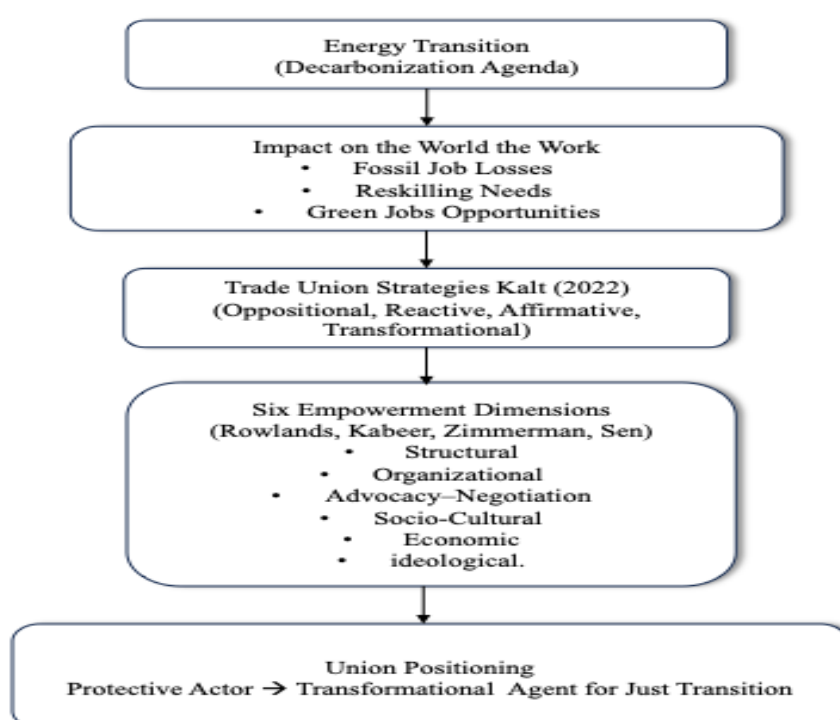 Energy Transition
(Decarbonization Agenda)
Impact on the World the Work
• Fossil Job Losses
• Reskilling Needs
• Green Jobs Opportunities
Trade Union Strategies Kalt (2022)
(Oppositional, Reactive, Affirmative,
Transformational)
Six Empowerment Dimensions
(Rowlands, Kabeer, Zimmerman, Sen)
• Structural
• Organizational
• Advocacy–Negotiation
• Socio-Cultural
• Economic
• ideological.
Union Positioning
Protective Actor → Transformational Agent for Just Transition